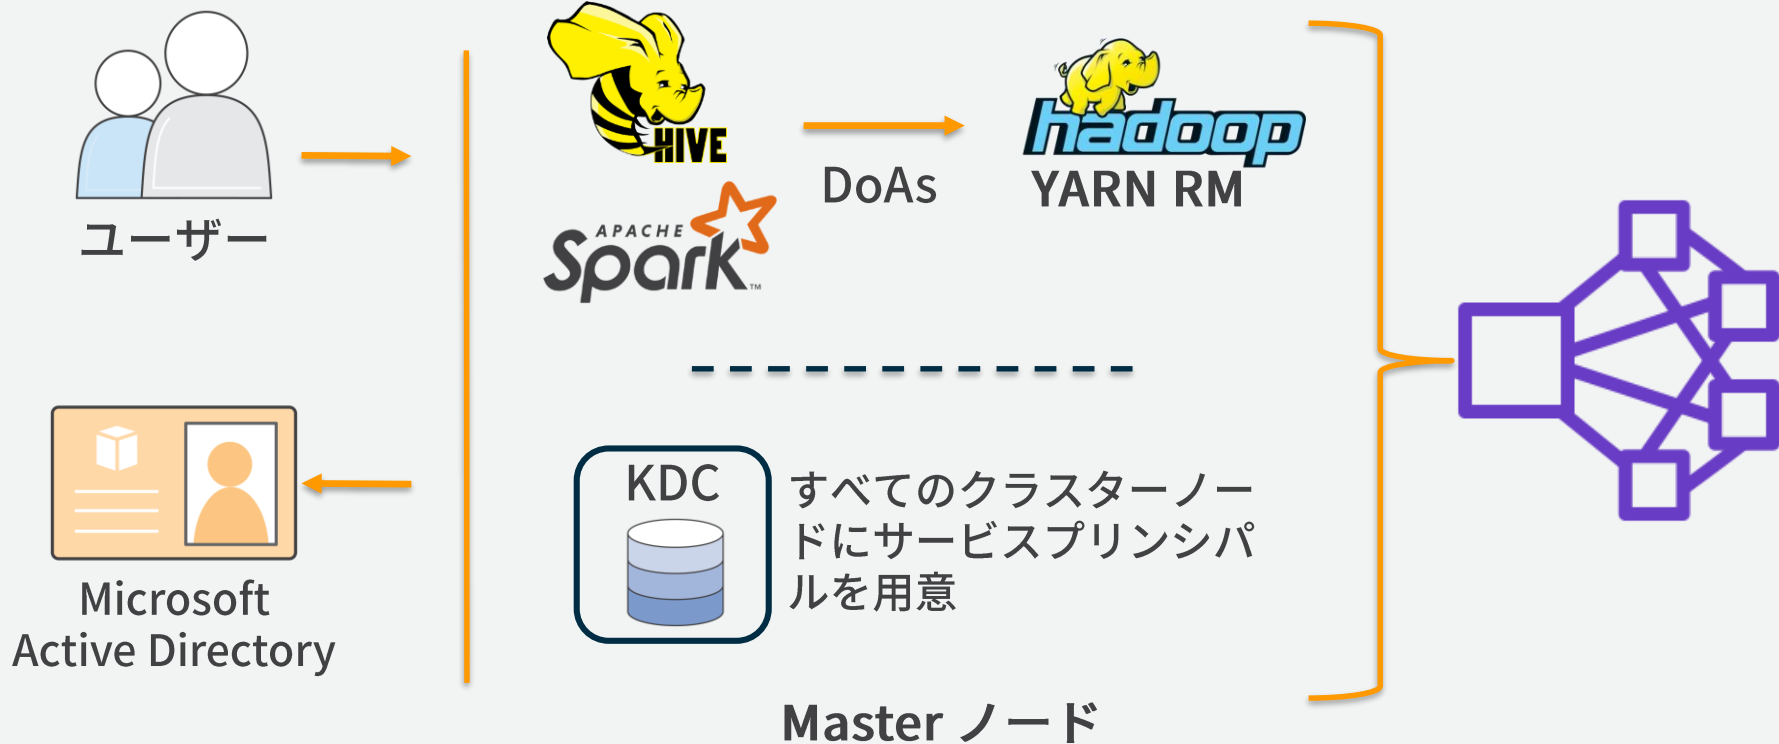 ユーザー
HIVE
APACHE
Spark™
DoAs
hadoop
YARN RM
Microsoft
Active Directory
KDC
すべてのクラスターノー
ドにサービスプリンシパ
ルを用意
Master ノード